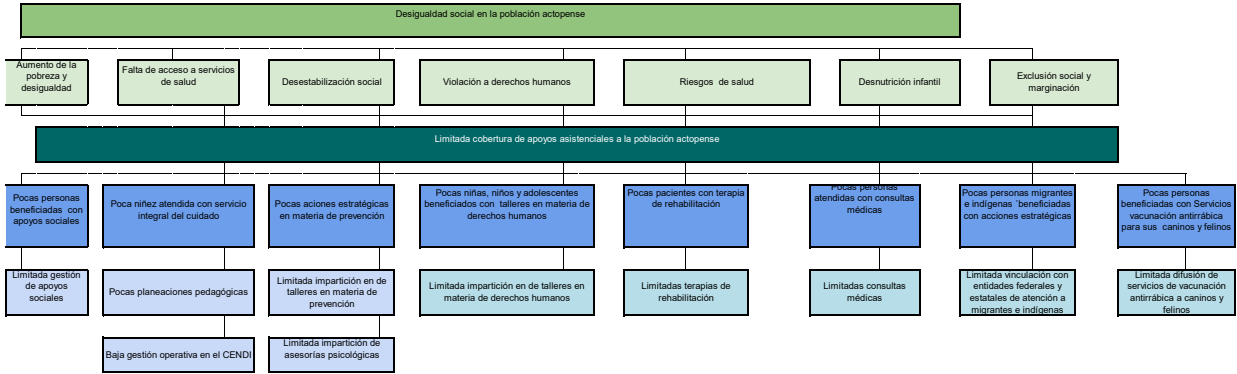 Desigualdad social en la población actopense
Aumento de la
pobreza y
desigualdad
Falta de acceso a servicios
de salud
Desestabilización social
Violación a derechos humanos
Riesgos de salud
Desnutrición infantil
Exclusión social y
marginación
Limitada cobertura de apoyos asistenciales a la población actopense
Pocas personas
beneficiadas con
apoyos sociales
Poca niñez atendida con servicio
integral del cuidado
Pocas aciones estratégicas
en materia de prevención
Pocas niñas, niños y adolescentes
beneficiados con talleres en materia de
derechos humanos
Pocas pacientes con terapia
de rehabilitación
Pocas personas
atendidas con consultas
médicas
Pocas personas migrantes
e indígenas ´beneficiadas
con acciones estratégicas
Pocas personas
beneficiadas con Servicios
vacunación antirrábica
para sus caninos y felinos
Limitada gestión
de apoyos
sociales
Pocas planeaciones pedagógicas
Limitada impartición en de
talleres en materia de
prevención
Limitada impartición en de talleres en
materia de derechos humanos
Limitadas terapias de
rehabilitación
Limitadas consultas
médicas
Limitada vinculación con
entidades federales y
estatales de atención a
migrantes e indígenas
Limitada difusión de
servicios de vacunación
antirrábica a caninos y
felinos
Baja gestión operativa en el CENDI
Limitada impartición de
asesorías psicológicas